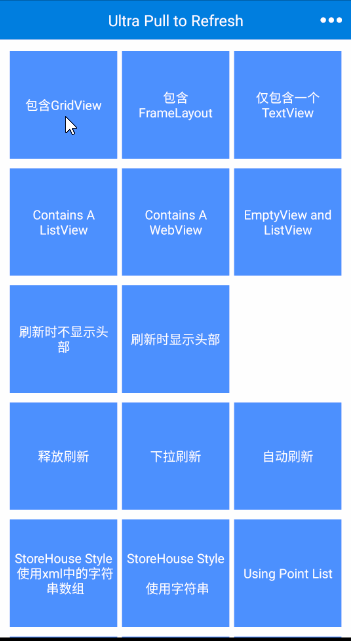 Ultra Pull to Refresh
包含GridView
包含
FrameLayout
仅包含一个
TextView
Contains A
ListView
Contains A
WebView
EmptyView and
ListView
刷新时不显示头
部
刷新时显示头部
释放刷新
下拉刷新
自动刷新
StoreHouse Style
使用xml中的字符
串数组
StoreHouse Style
使用字符串
Using Point List